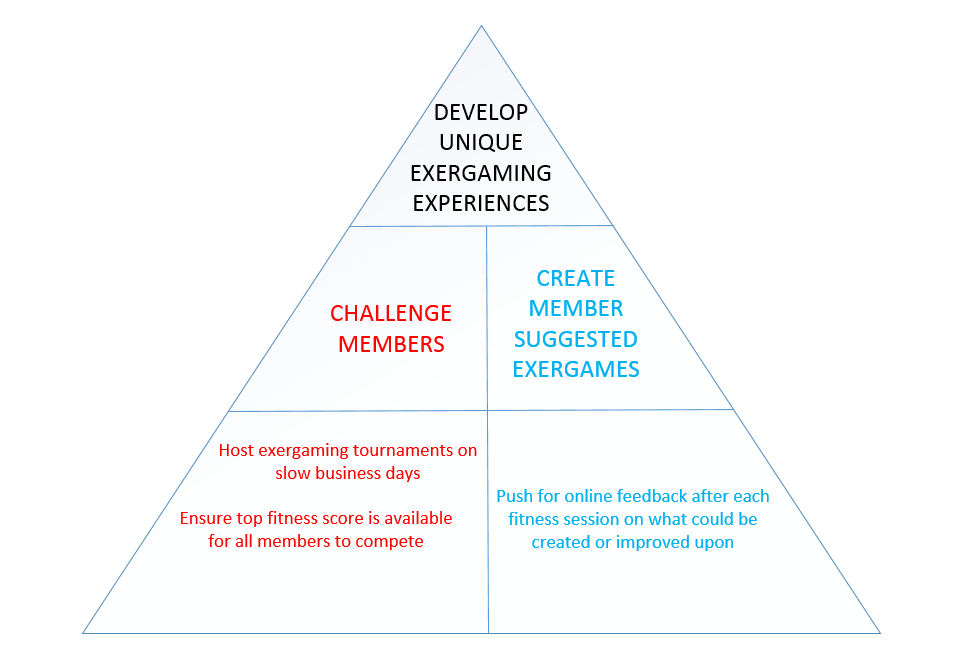 DEVELOP
UNIQUE
EXERGAMING
EXPERIENCES
CHALLENGE
MEMBERS
CREATE
MEMBER
SUGGESTED
EXERGAMES
Host exergaming tournaments on
slow business days
Ensure top fitness score is available
for all members to compete
Push for online feedback after each
fitness session on what could be
created or improved upon